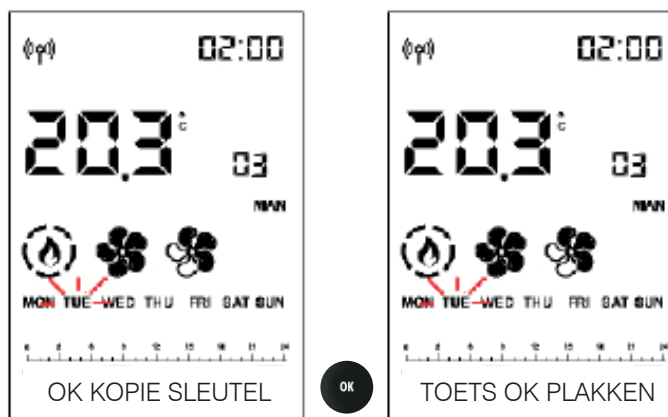 02:00
20.3 °C
03
MAN
MON TUE WED THU FRI SAT SUN
OK KOPIE SLEUTEL
OK
02:00
20.3 °C
03
MAN
MON TUE WED THU FRI SAT SUN
TOETS OK PLAKKEN